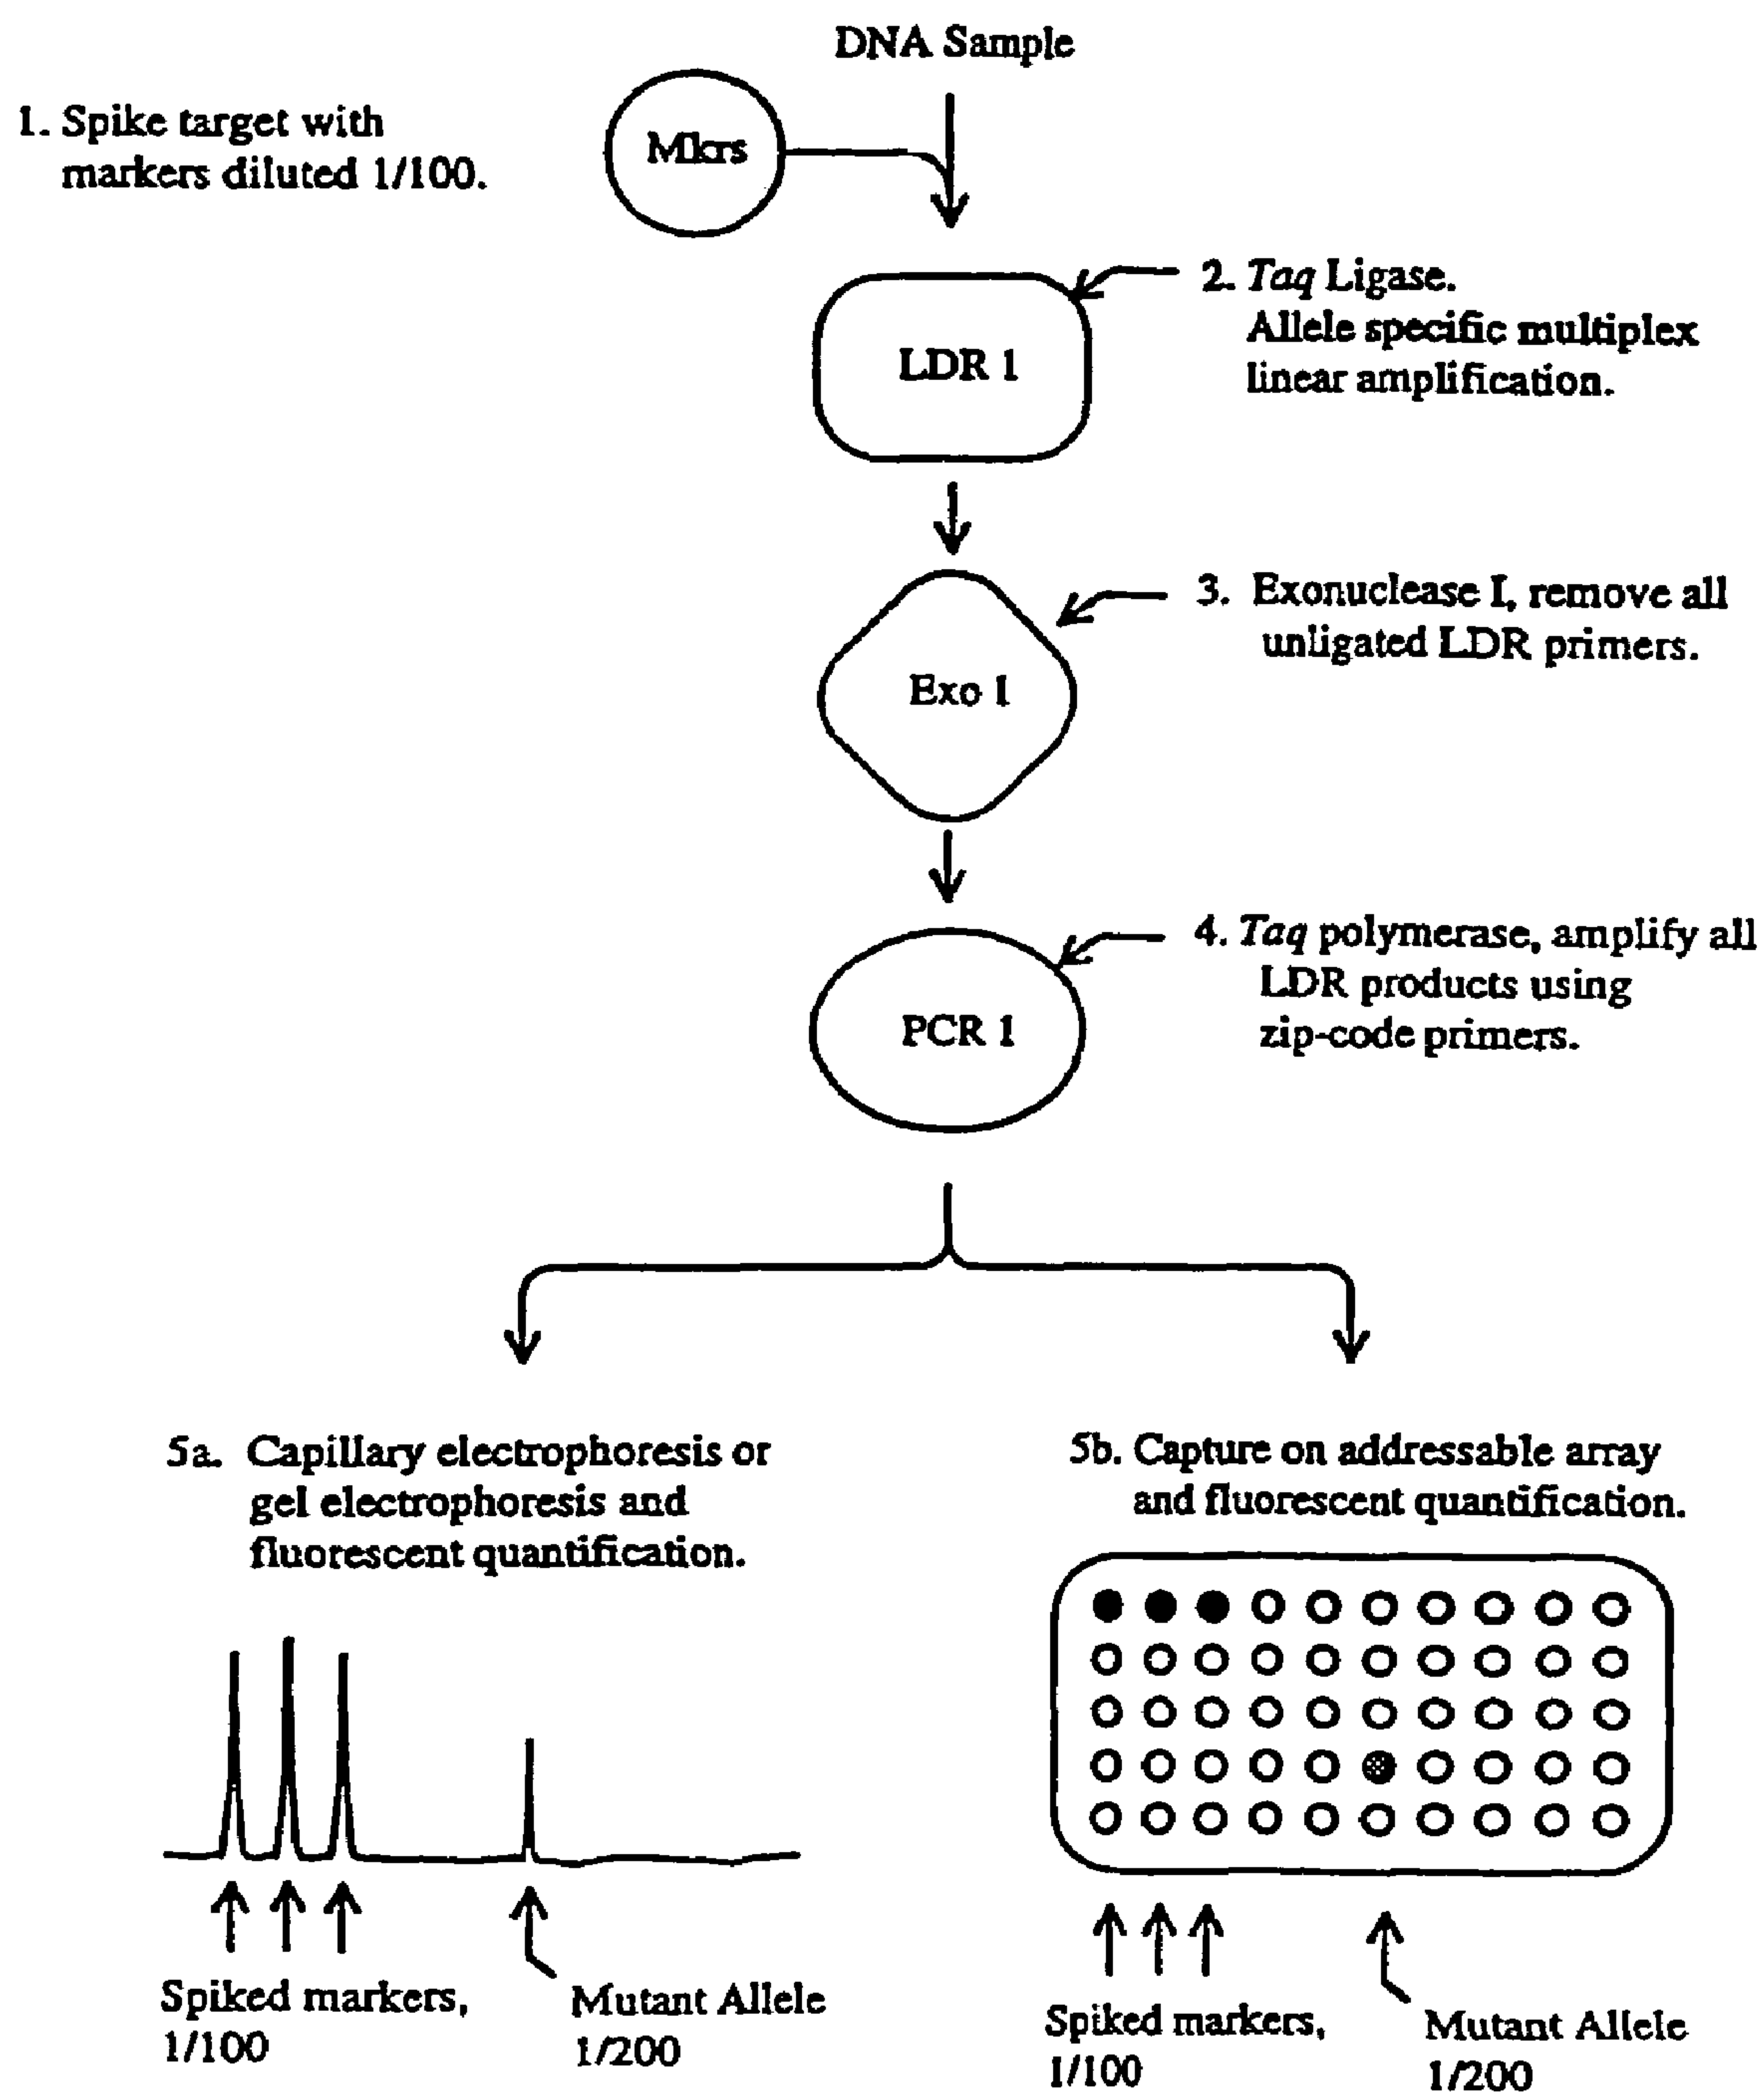 DNA Sample
1. Spike target with
markers diluted 1/100.
Mkrs
2. Taq Ligase.
Allele specific multiplex
linear amplification.
LDR 1
3. Exonuclease I, remove all
unligated LDR primers.
Exo I
4. Taq polymerase, amplify all
LDR products using
zip-code primers.
PCR 1
5a. Capillary electrophoresis or
gel electrophoresis and
fluorescent quantification.
5b. Capture on addressable array
and fluorescent quantification.
Spiked markers,
1/100
Mutant Allele
1/200
Spiked markers,
1/100
Mutant Allele
1/200